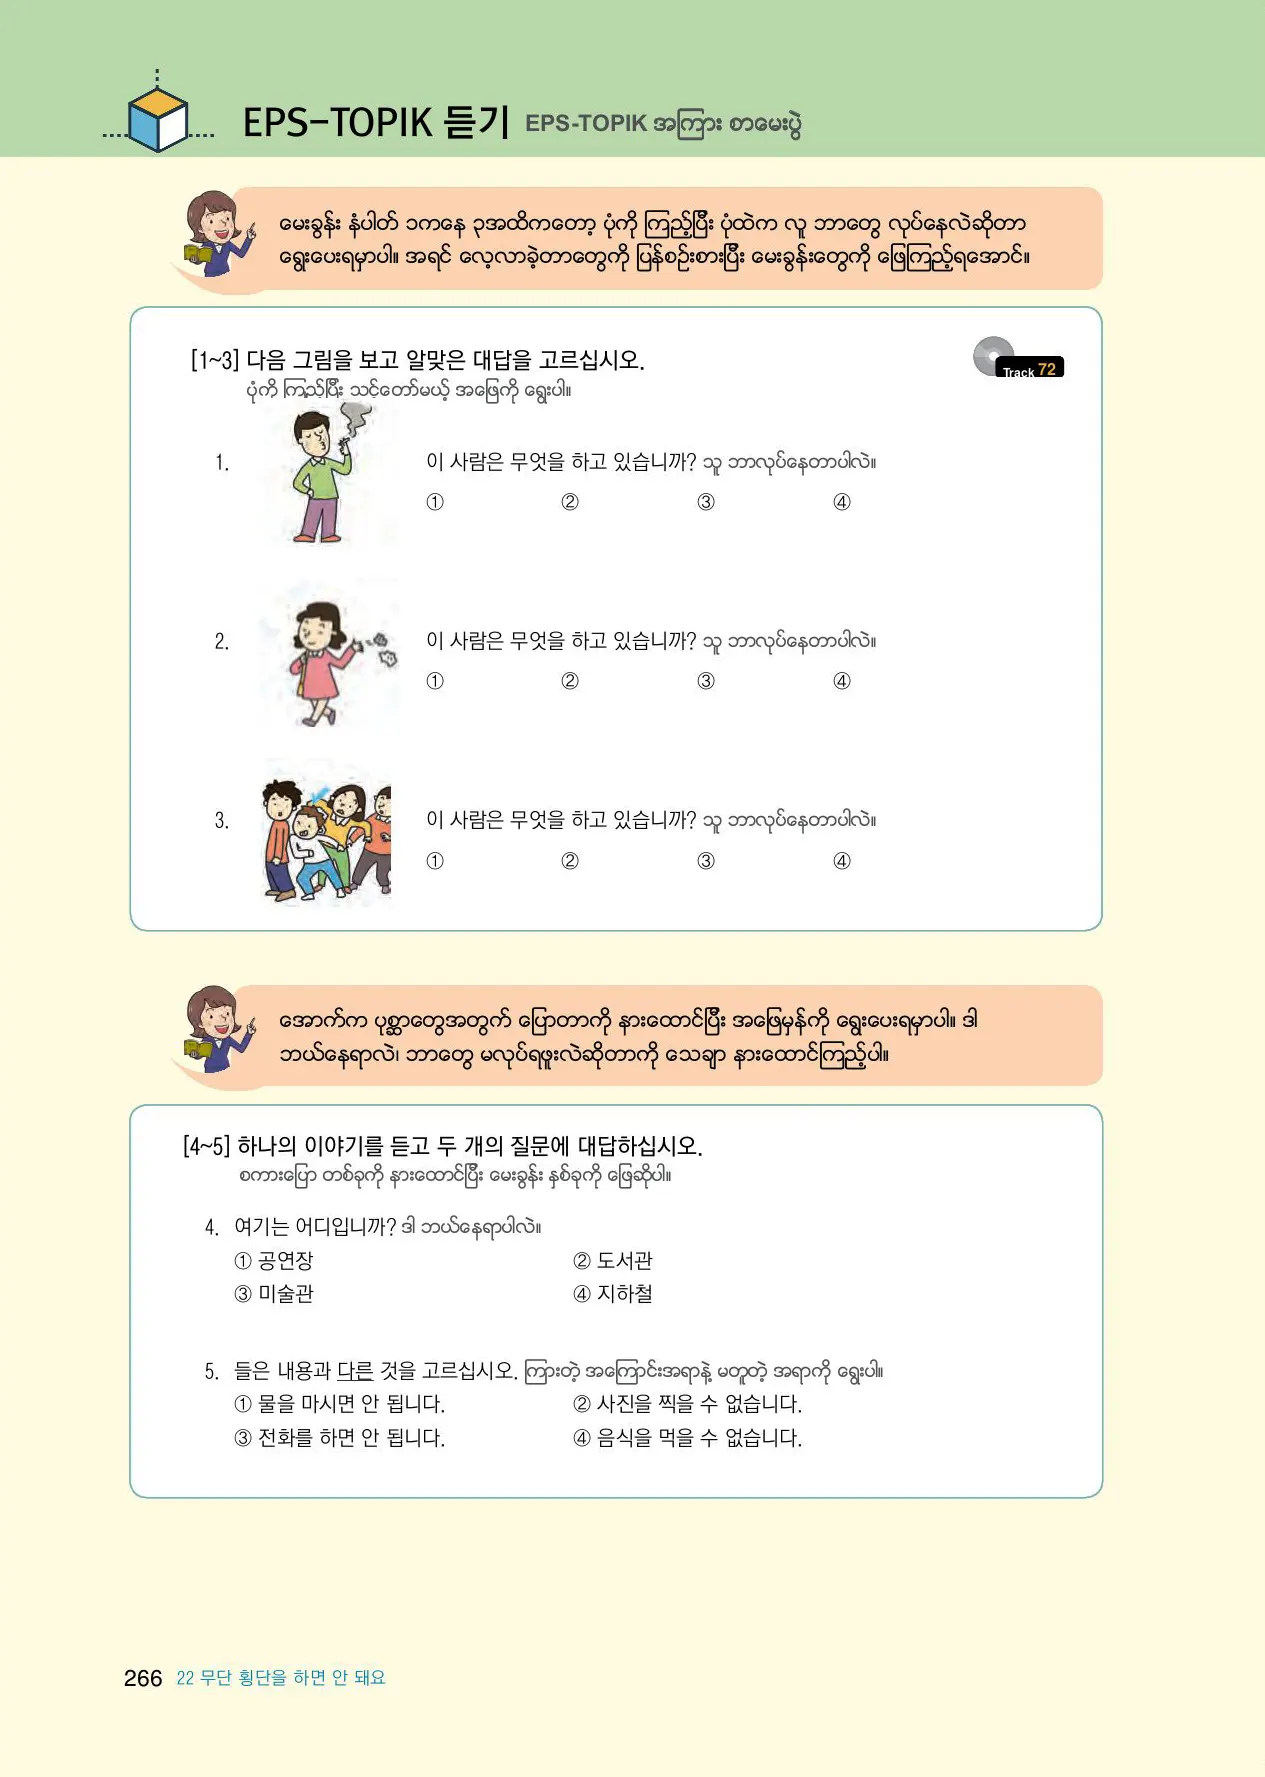 EPS-TOPIK 듣기 EPS-TOPIK အကြား စာမေးပွဲ
မေးခွန်း နံပါတ် ၁ကနေ ၃အထိကတော့ ပုံကို ကြည့်ပြီး ပုံထဲက လူ ဘာတွေ လုပ်နေလဲဆိုတာ
ရွေးပေးရမှာပါ။ အရင် လေ့လာခဲ့တာတွေကို ပြန်စဉ်းစားပြီး မေးခွန်းတွေကို ဖြေကြည့်ရအောင်။
[1~3] 다음 그림을 보고 알맞은 대답을 고르십시오.
Track 72
ပုံကို ကြည့်ပြီး သင့်တော်မယ့် အဖြေကို ရွေးပါ။
1. 이 사람은 무엇을 하고 있습니까? သူ ဘာလုပ်နေတာပါလဲ။
① ② ③ ④
2. 이 사람은 무엇을 하고 있습니까? သူ ဘာလုပ်နေတာပါလဲ။
① ② ③ ④
3. 이 사람은 무엇을 하고 있습니까? သူ ဘာလုပ်နေတာပါလဲ။
① ② ③ ④
အောက်က ပုစ္ဆာတွေအတွက် ပြောတာကို နားထောင်ပြီး အဖြေမှန်ကို ရွေးပေးရမှာပါ။ ဒါ
ဘယ်နေရာလဲ၊ ဘာတွေ မလုပ်ရဖူးလဲဆိုတာကို သေချာ နားထောင်ကြည့်ပါ။
[4~5] 하나의 이야기를 듣고 두 개의 질문에 대답하십시오.
စကားပြော တစ်ခုကို နားထောင်ပြီး မေးခွန်း နှစ်ခုကို ဖြေဆိုပါ။
4. 여기는 어디입니까? ဒါ ဘယ်နေရာပါလဲ။
① 공연장 ② 도서관
③ 미술관 ④ 지하철
5. 들은 내용과 다른 것을 고르십시오. ကြားတဲ့ အကြောင်းအရာနဲ့ မတူတဲ့ အရာကို ရွေးပါ။
① 물을 마시면 안 됩니다. ② 사진을 찍을 수 없습니다.
③ 전화를 하면 안 됩니다. ④ 음식을 먹을 수 없습니다.
266 22 무단 횡단을 하면 안 돼요